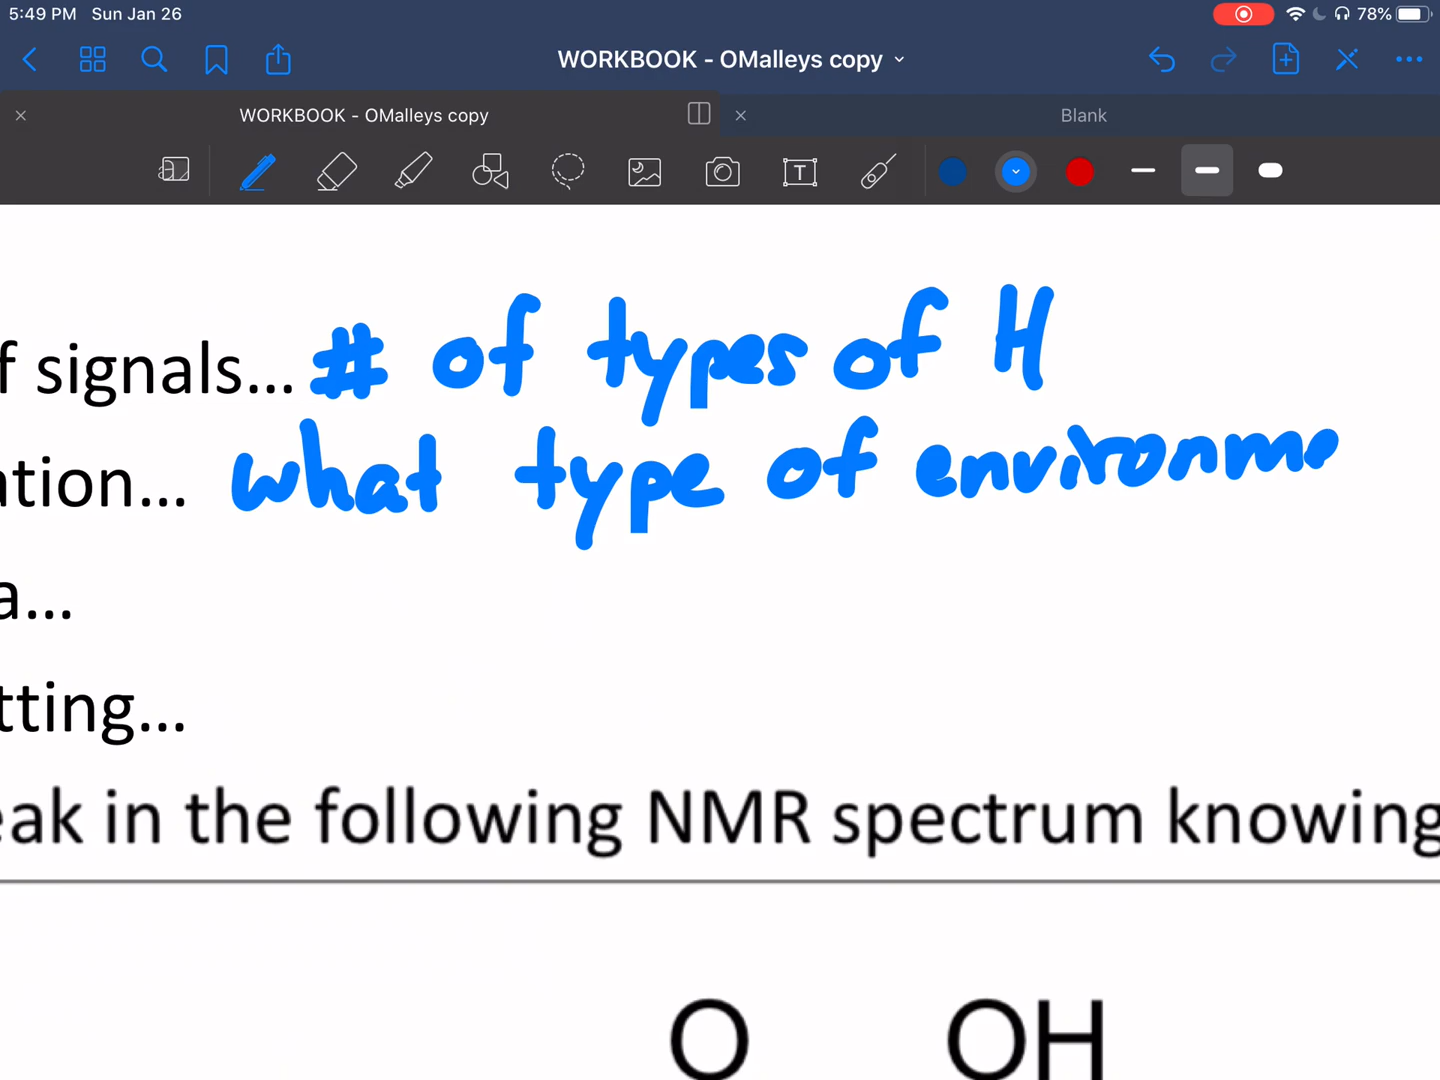 5:49 PM Sun Jan 26 78%
WORKBOOK - OMalleys copy
WORKBOOK - OMalleys copy Blank
T
f signals... # of types of H
ation... what type of environme
a...
tting...
eak in the following NMR spectrum knowing
O OH